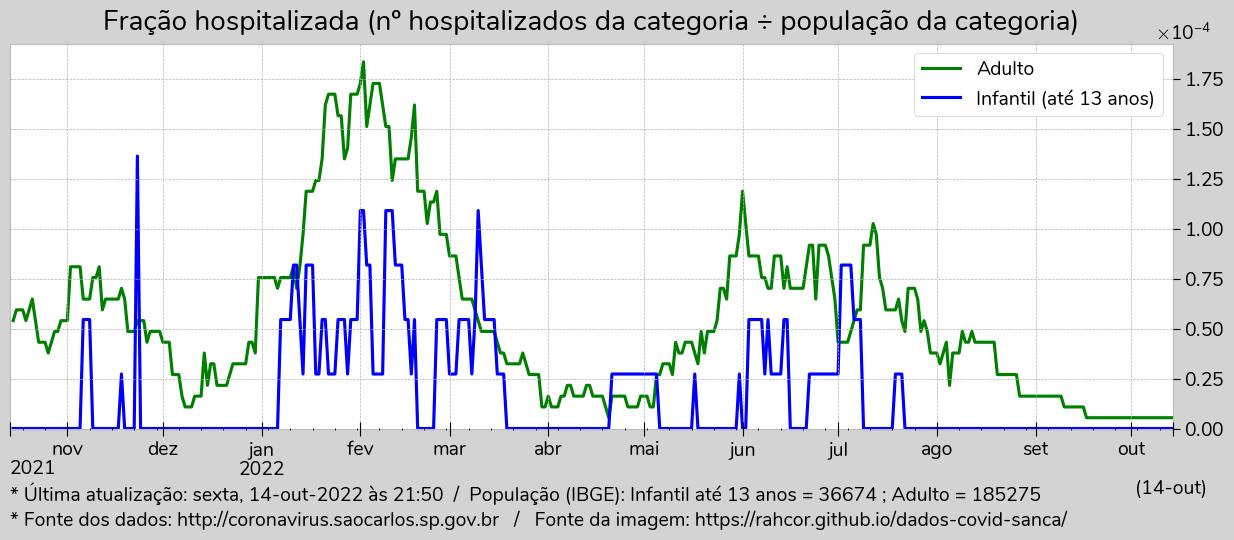 Fração hospitalizada (nº hospitalizados da categoria ÷ população da categoria)
×10⁻⁴
Adulto
Infantil (até 13 anos)
1.75
1.50
1.25
1.00
0.75
0.50
0.25
0.00
nov dez jan fev mar abr mai jun jul ago set out
2021 2022
(14-out)
* Última atualização: sexta, 14-out-2022 às 21:50 / População (IBGE): Infantil até 13 anos = 36674 ; Adulto = 185275
* Fonte dos dados: http://coronavirus.saocarlos.sp.gov.br / Fonte da imagem: https://rahcor.github.io/dados-covid-sanca/